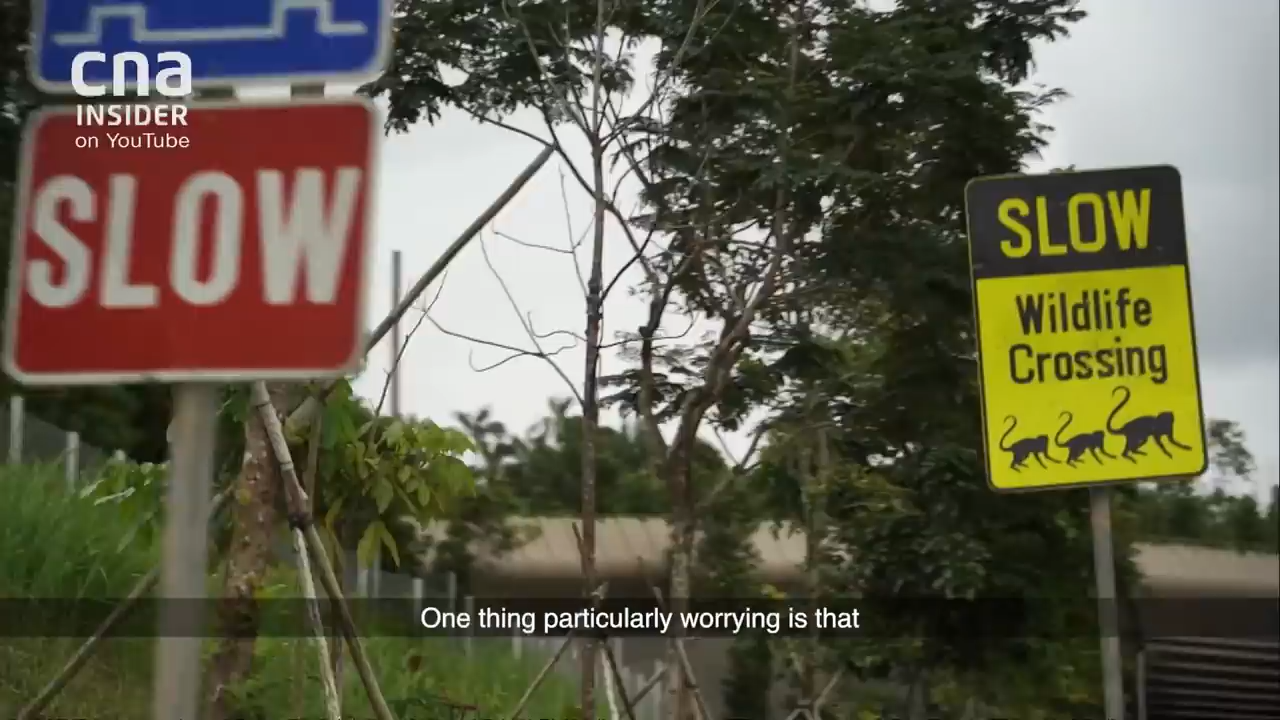 cna
INSIDER
on YouTube
SLOW
SLOW
Wildlife
Crossing
One thing particularly worrying is that